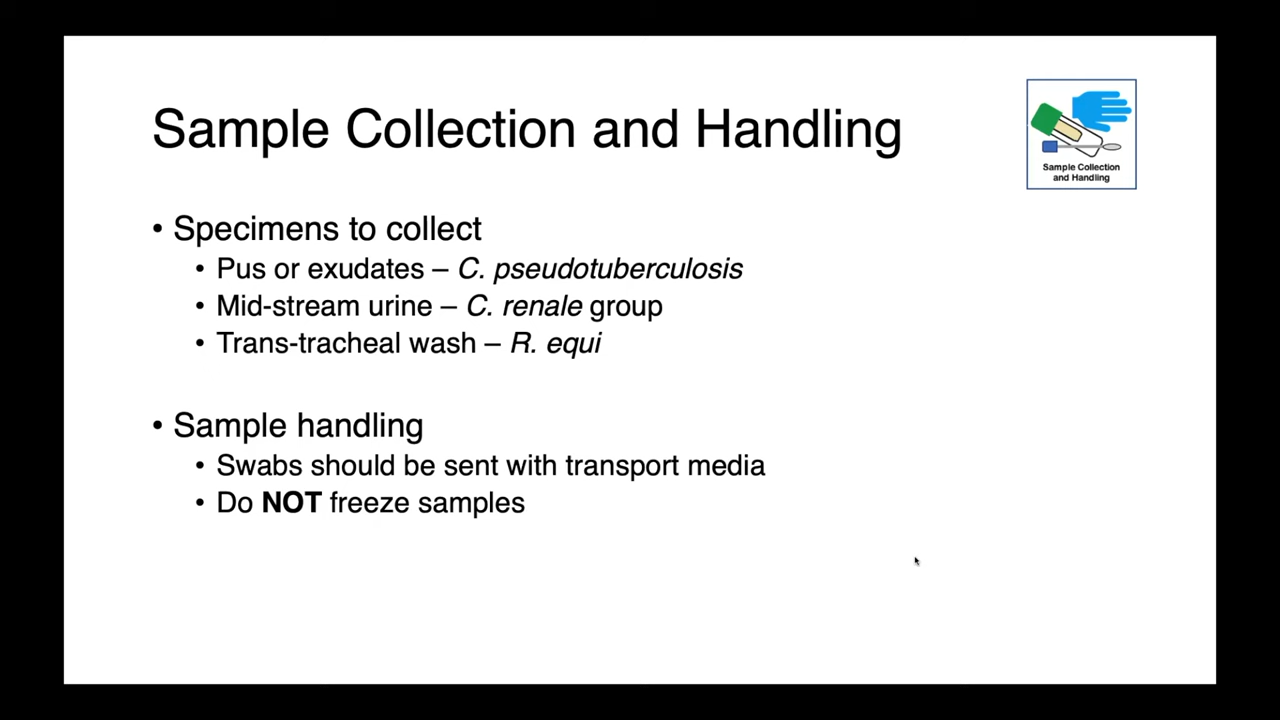 Sample Collection and Handling
Sample Collection
and Handling
• Specimens to collect
• Pus or exudates – C. pseudotuberculosis
• Mid-stream urine – C. renale group
• Trans-tracheal wash – R. equi
• Sample handling
• Swabs should be sent with transport media
• Do NOT freeze samples